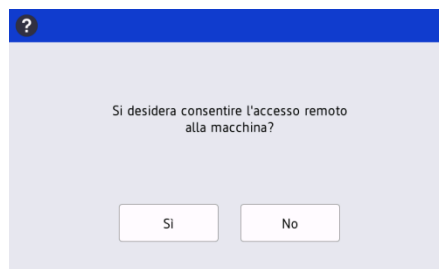 ?
Si desidera consentire l'accesso remoto
alla macchina?
Sì
No